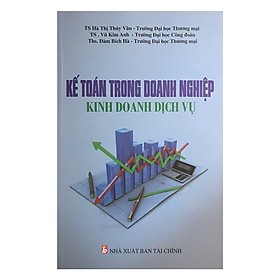 TS Hà Thị Thúy Vân - Trường Đại học Thương mại
TS . Vũ Kim Anh - Trường Đại học Công đoàn
Ths. Đàm Bích Hà - Trường Đại học Thương mại
KẾ TOÁN TRONG DOANH NGHIỆP
KINH DOANH DỊCH VỤ
NHÀ XUẤT BẢN TÀI CHÍNH